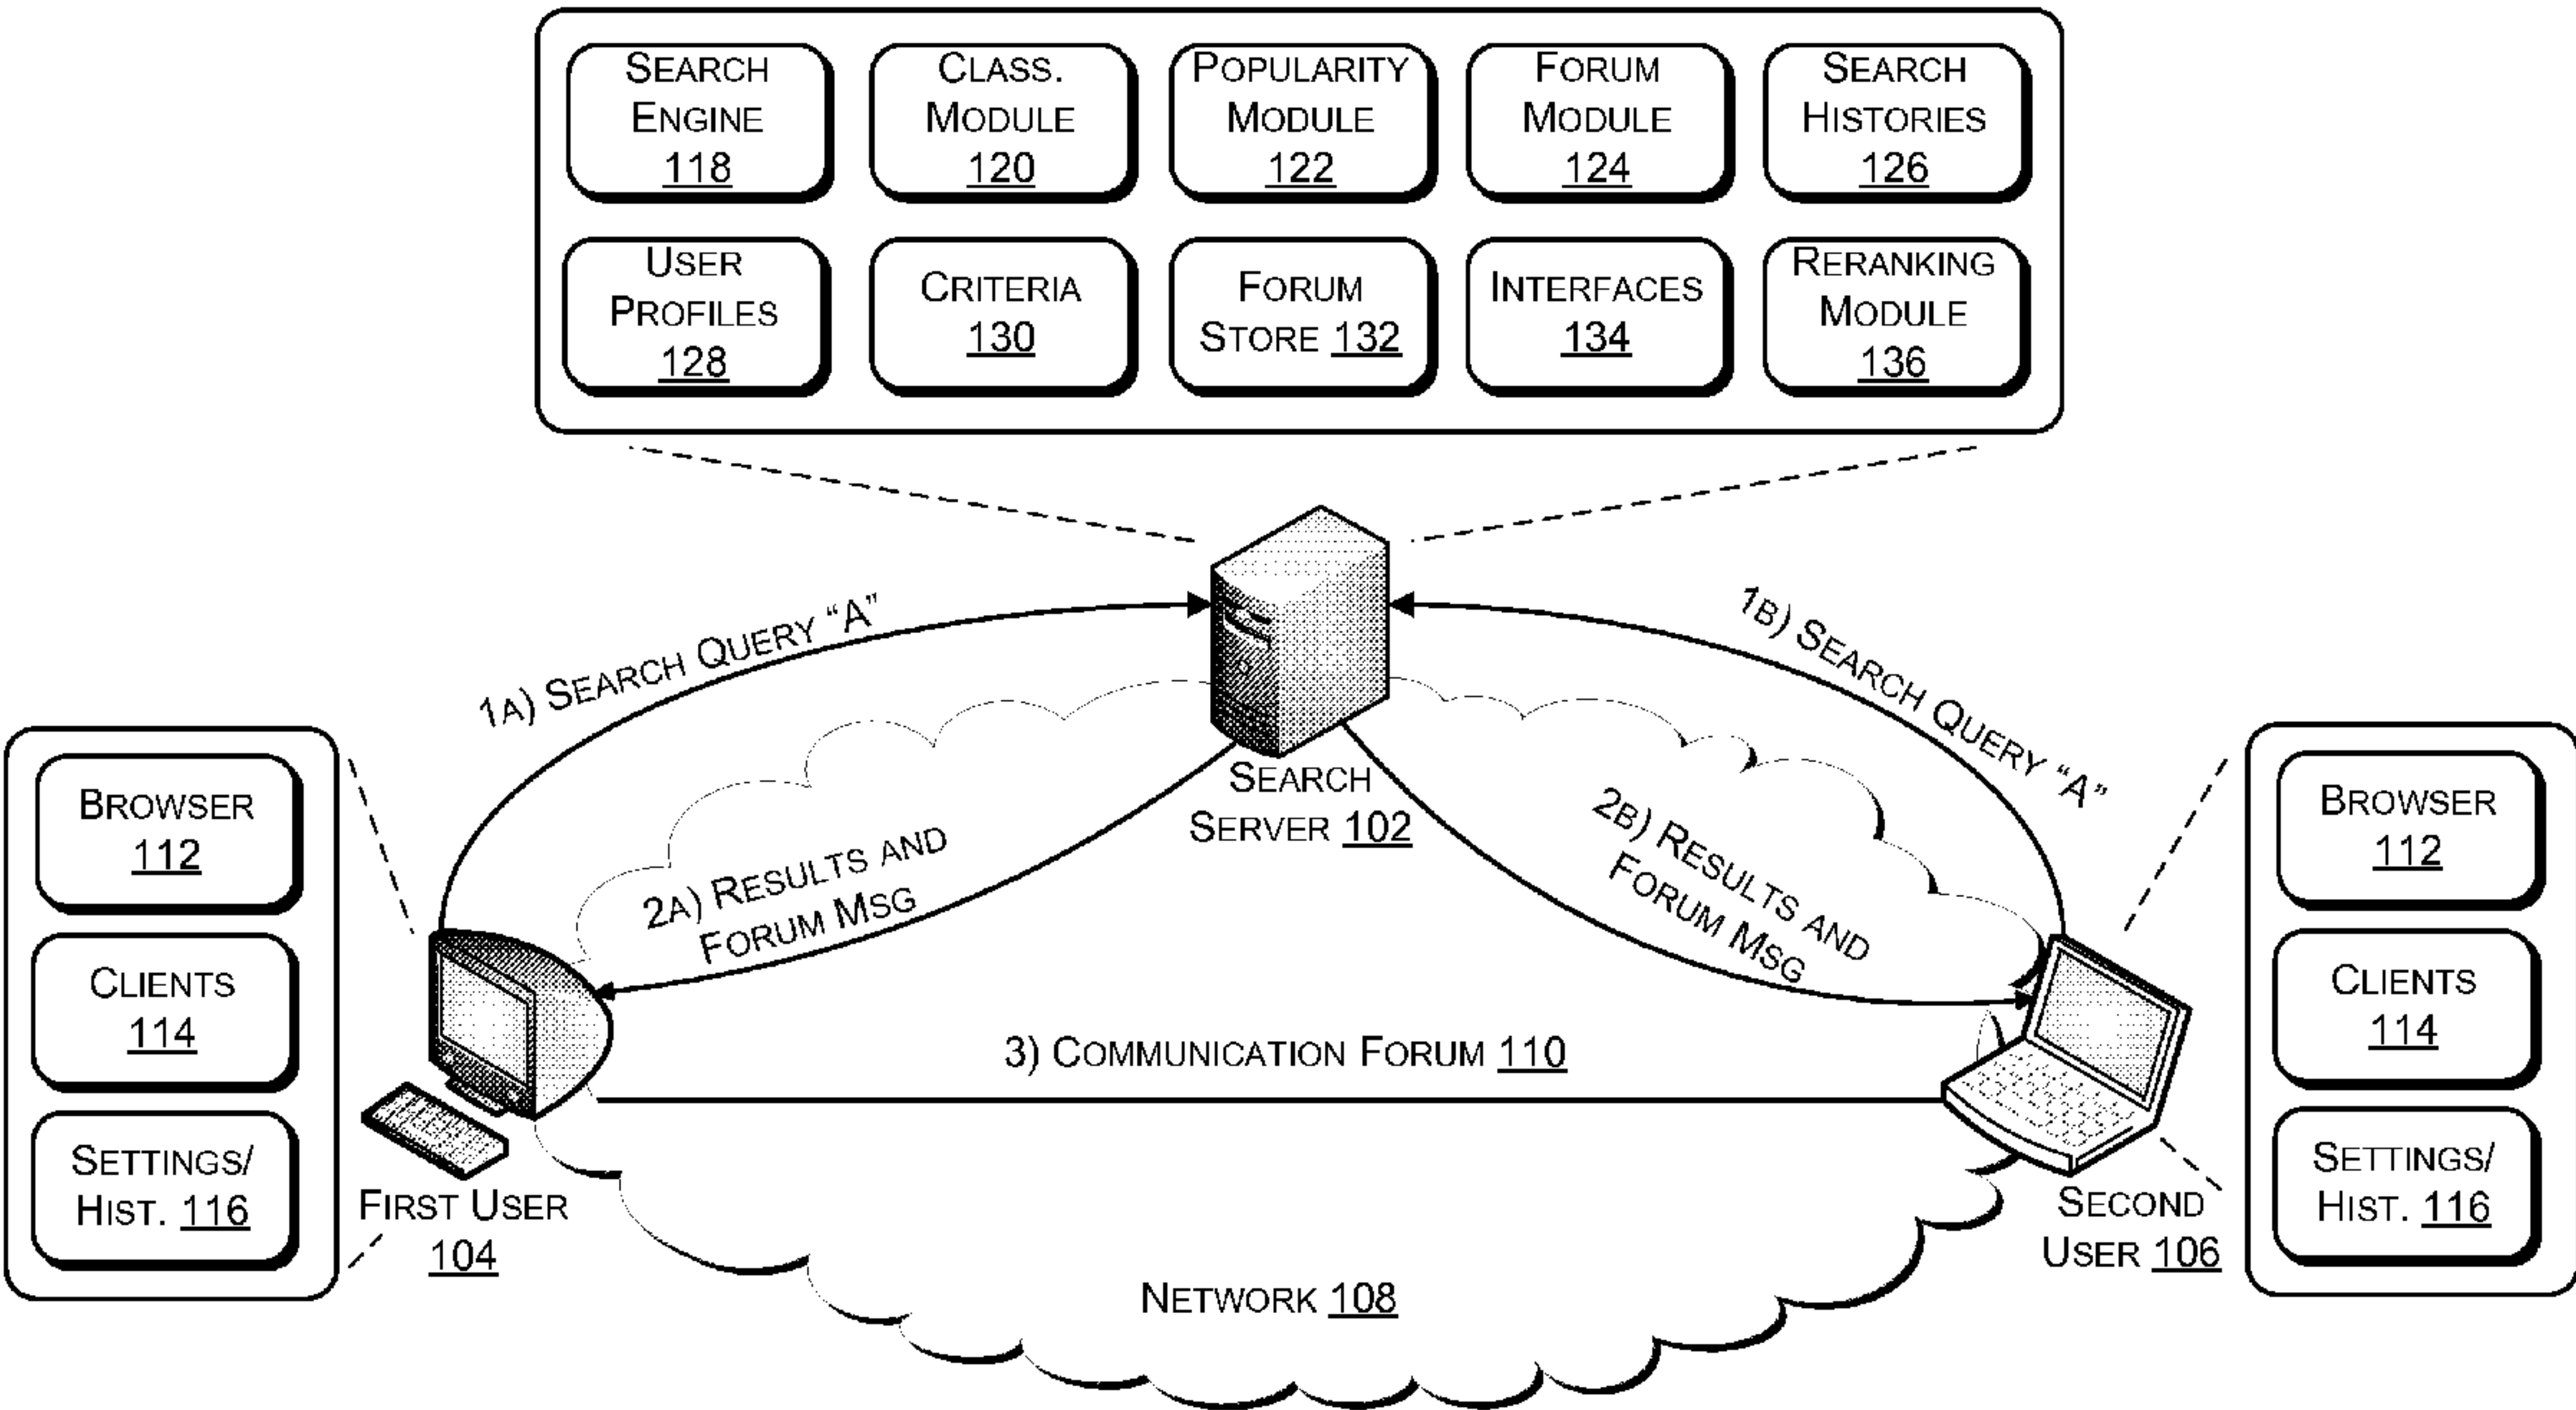 SEARCH
ENGINE
118
CLASS.
MODULE
120
POPULARITY
MODULE
122
FORUM
MODULE
124
SEARCH
HISTORIES
126
USER
PROFILES
128
CRITERIA
130
FORUM
STORE 132
INTERFACES
134
RERANKING
MODULE
136
1A) SEARCH QUERY “A”
1B) SEARCH QUERY “A”
SEARCH
SERVER 102
2A) RESULTS AND
FORUM MSG
2B) RESULTS AND
FORUM MSG
BROWSER
112
CLIENTS
114
SETTINGS/
HIST. 116
FIRST USER
104
3) COMMUNICATION FORUM 110
BROWSER
112
CLIENTS
114
SETTINGS/
HIST. 116
SECOND
USER 106
NETWORK 108